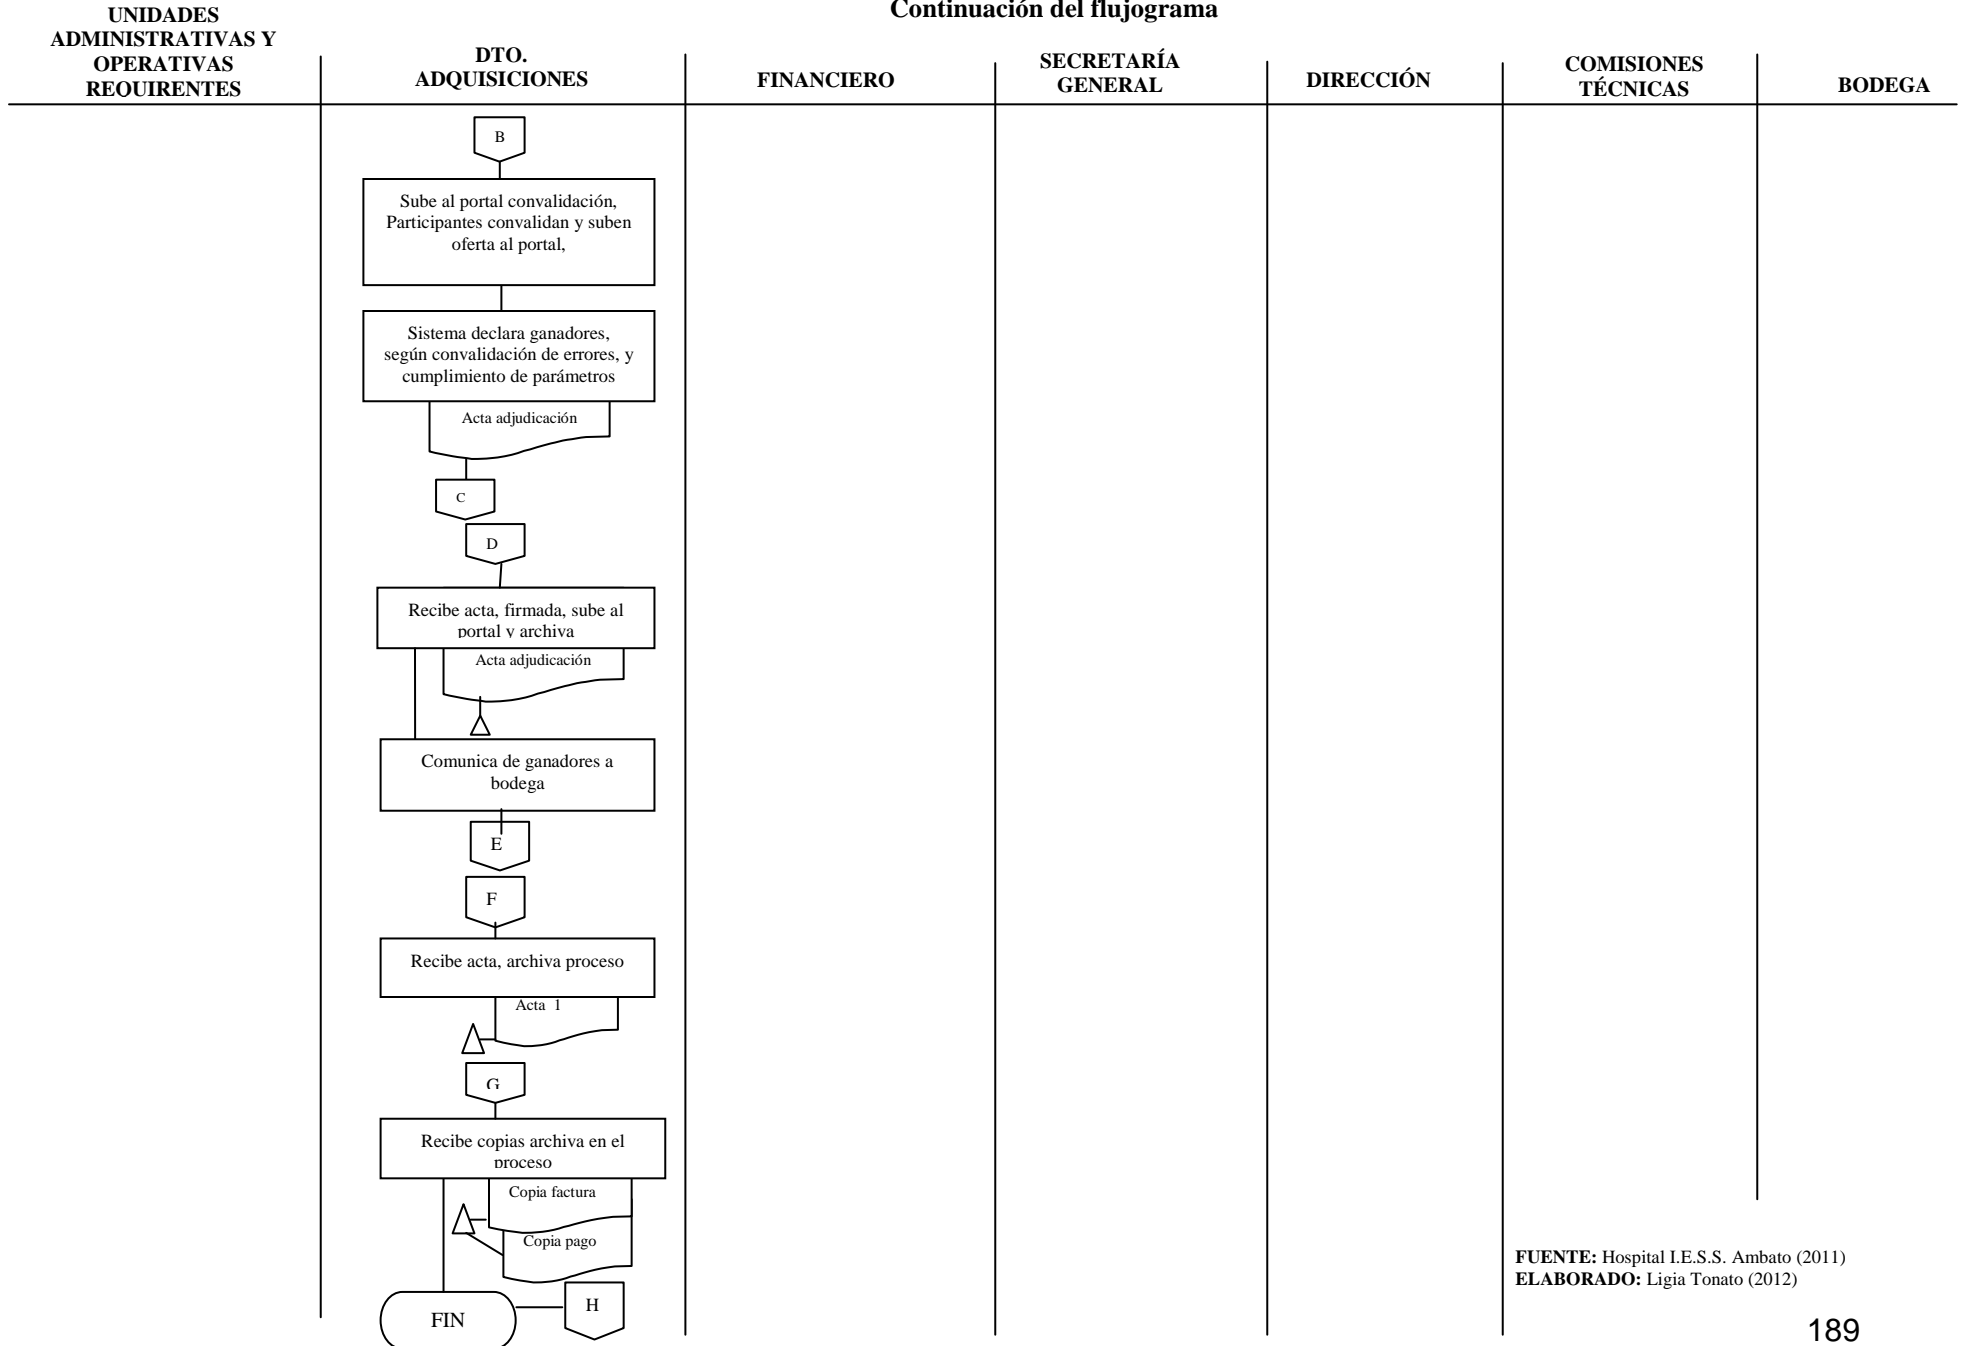 Continuación del flujograma
UNIDADES
ADMINISTRATIVAS Y
OPERATIVAS
REQUIRENTES
DTO.
ADQUISICIONES
FINANCIERO
SECRETARÍA
GENERAL
DIRECCIÓN
COMISIONES
TÉCNICAS
BODEGA
B
Sube al portal convalidación,
Participantes convalidan y suben
oferta al portal,
Sistema declara ganadores,
según convalidación de errores, y
cumplimiento de parámetros
Acta adjudicación
C
D
Recibe acta, firmada, sube al
portal y archiva
Acta adjudicación
Comunica de ganadores a
bodega
E
F
Recibe acta, archiva proceso
Acta 1
G
Recibe copias archiva en el
proceso
Copia factura
Copia pago
FIN
H
FUENTE: Hospital I.E.S.S. Ambato (2011)
ELABORADO: Ligia Tonato (2012)
189